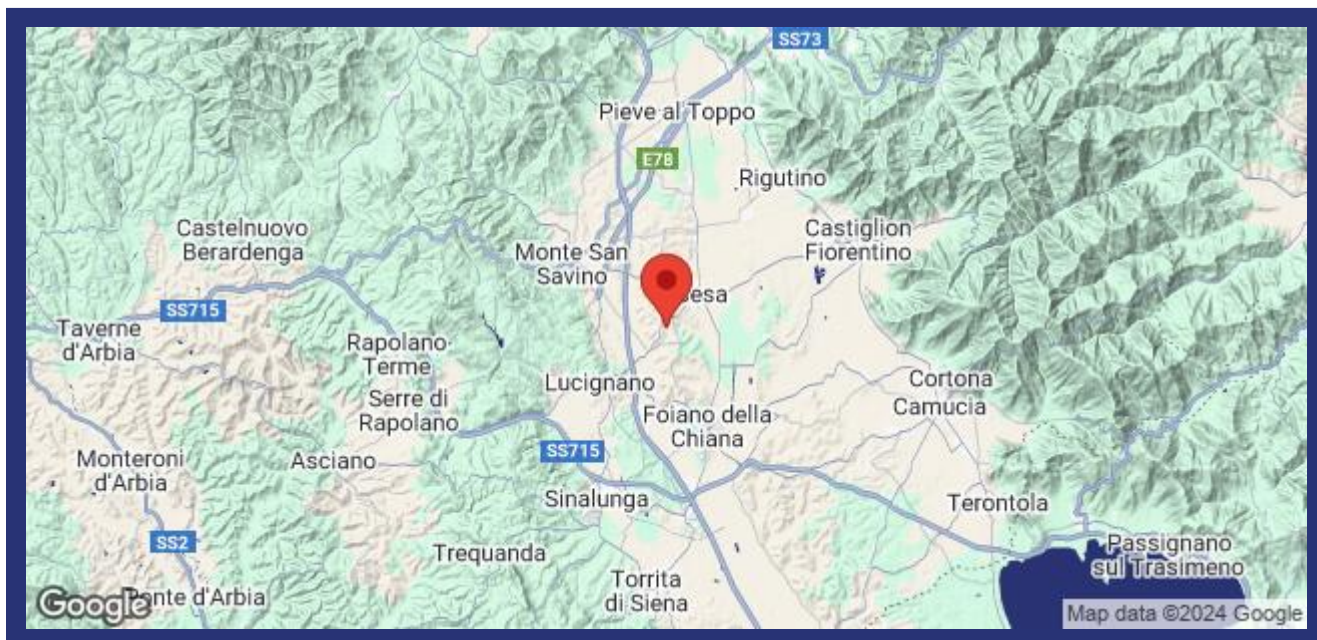 SS73
Pieve al Toppo
E78
Rigutino
Castelnuovo
Berardenga
Castiglion
Fiorentino
Monte San
Savino
SS715
Taverne
d'Arbia
Rapolano
Terme
Lucignano
Cortona
Camucia
Serre di
Rapolano
Foiano della
Chiana
SS715
Monteroni
d'Arbia
Asciano
Sinalunga
Terontola
SS2
Trequanda
Passignano
sul Trasimeno
Torrita
di Siena
d'Arbia
Google
Map data ©2024 Google